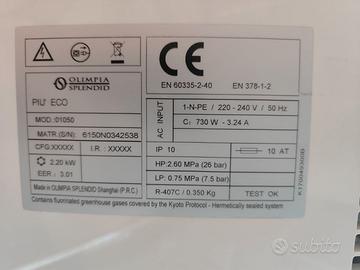 OLIMPIA
SPLENDID
PIU' ECO
MOD.:01050
MATR.(S/N): 6150N0342538
CFG:XXXXX
I.R.:XXXXX
2.20 kW
EER : 3.01
Made in OLIMPIA SPLENDID Shanghai (P.R.C.)
CE
EN 60335-2-40
EN 378-1-2
AC INPUT
1-N-PE / 220 - 240 V / 50 Hz
C: 730 W - 3.24 A
IP 10
10 AT
HP:2.60 MPa (26 bar)
LP: 0.75 MPa (7.5 bar)
R-407C / 0.350 Kg
TEST OK
Contains fluorinated greenhouse gases covered by the Kyoto Protocol - Hermetically sealed system
subito